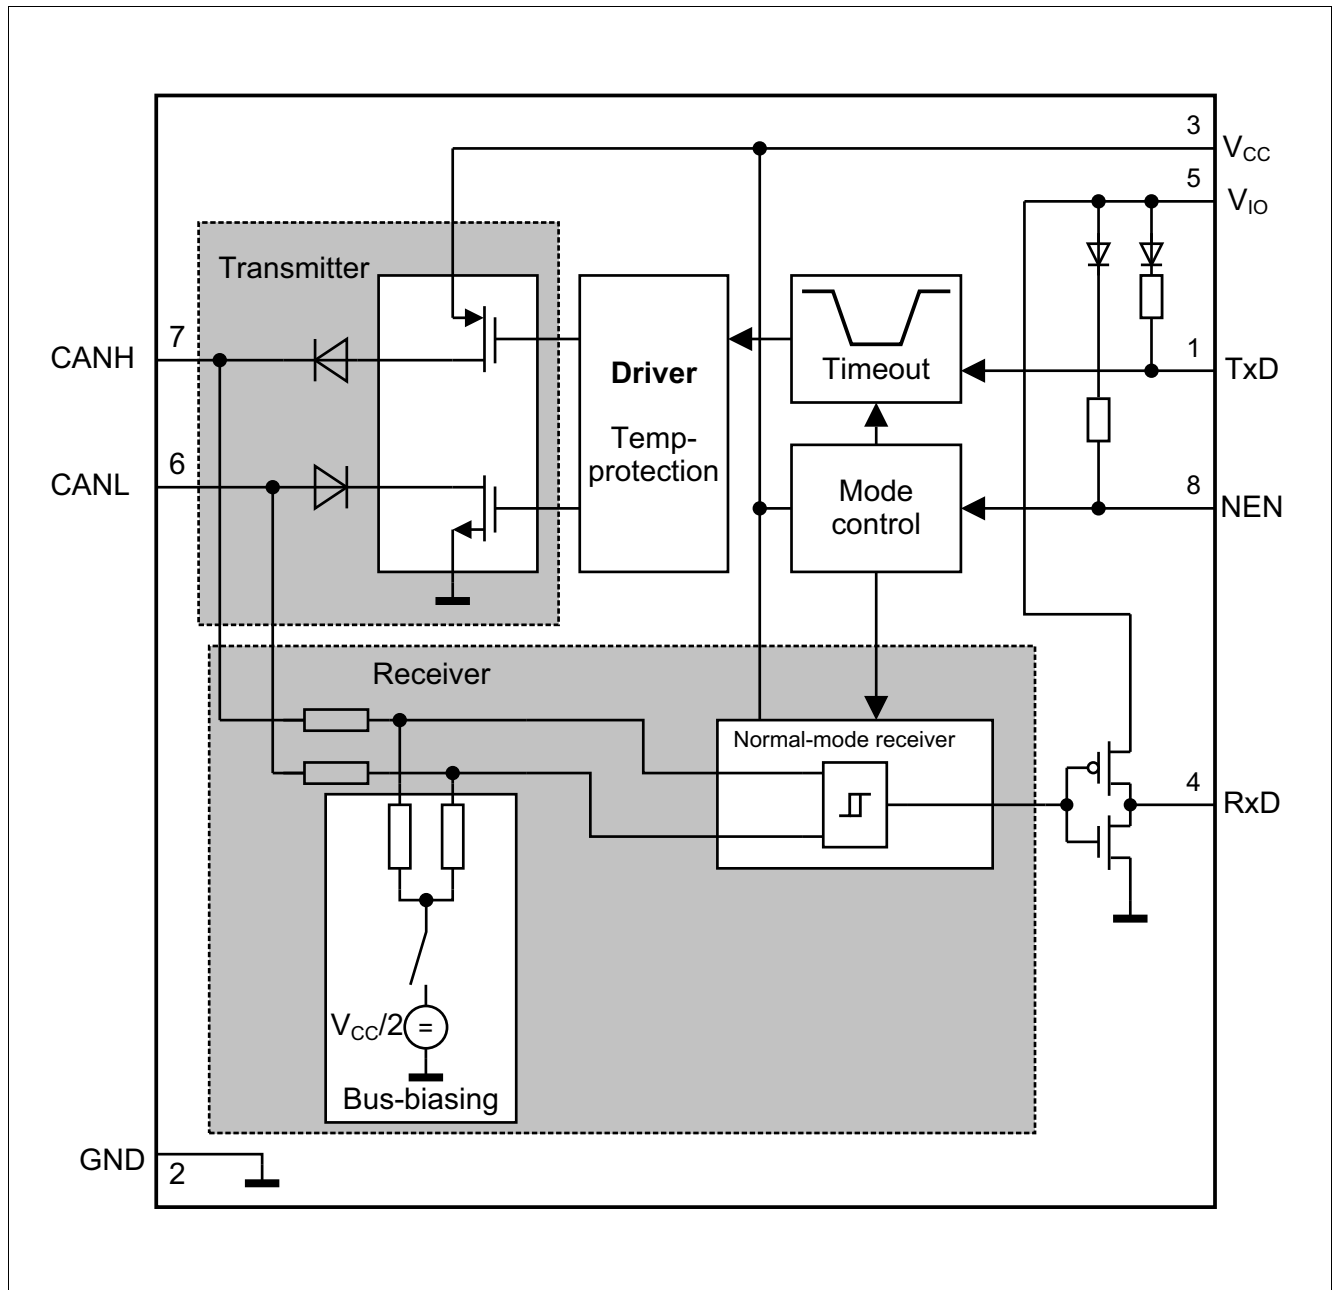 3
VCC
5
VIO
Transmitter
7
CANH
Driver
Timeout
1
TxD
Temp-
protection
6
CANL
Mode
control
8
NEN
Receiver
Normal-mode receiver
4
RxD
VCC/2
=
Bus-biasing
GND
2